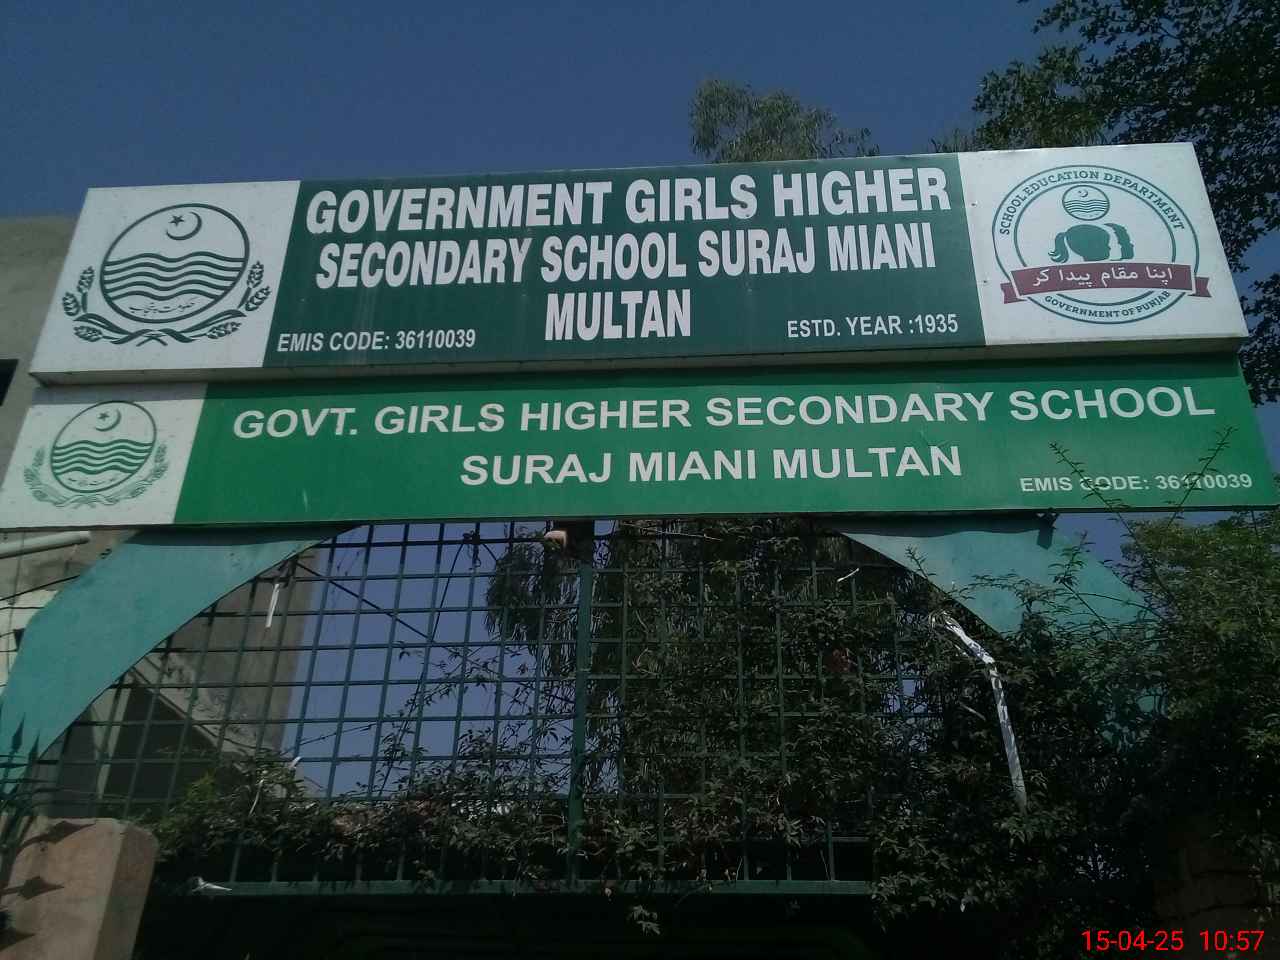 GOVERNMENT GIRLS HIGHER
SECONDARY SCHOOL SURAJ MIANI
MULTAN
EMIS CODE: 36110039
ESTD. YEAR :1935
حکومت پنجاب
SCHOOL EDUCATION DEPARTMENT
اپنا مقام پیدا کر
GOVERNMENT OF PUNJAB
GOVT. GIRLS HIGHER SECONDARY SCHOOL
SURAJ MIANI MULTAN
EMIS CODE: 36110039
15-04-25 10:57